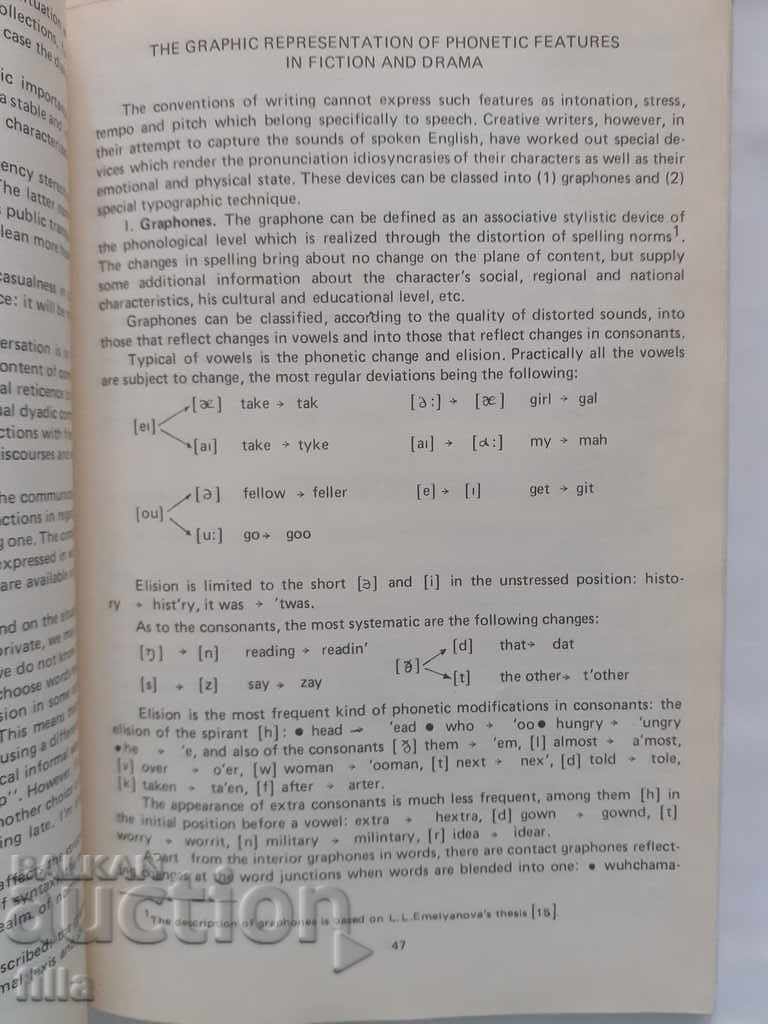 THE GRAPHIC REPRESENTATION OF PHONETIC FEATURES
IN FICTION AND DRAMA
The conventions of writing cannot express such features as intonation, stress,
tempo and pitch which belong specifically to speech. Creative writers, however, in
their attempt to capture the sounds of spoken English, have worked out special de-
vices which render the pronunciation idiosyncrasies of their characters as well as their
emotional and physical state. These devices can be classed into (1) graphones and (2)
special typographic technique.
I. Graphones. The graphone can be defined as an associative stylistic device of
the phonological level which is realized through the distortion of spelling norms¹.
The changes in spelling bring about no change on the plane of content, but supply
some additional information about the character's social, regional and national
characteristics, his cultural and educational level, etc.
Graphones can be classified, according to the quality of distorted sounds, into
those that reflect changes in vowels and into those that reflect changes in consonants.
Typical of vowels is the phonetic change and elision. Practically all the vowels
are subject to change, the most regular deviations being the following:
[æ] take → tak [ə:] → [æ] girl → gal
[eı]
[aı] take → tyke [aı] → [ɑ:] my → mah
[ə] fellow → feller [e] → [ı] get → git
[ou]
[u:] go → goo
Elision is limited to the short [ə] and [i] in the unstressed position: histo-
ry → hist'ry, it was → 'twas.
As to the consonants, the most systematic are the following changes:
[ŋ] → [n] reading → readin' [ð] [d] that → dat
[s] → [z] say → zay [t] the other → t'other
Elision is the most frequent kind of phonetic modifications in consonants: the
elision of the spirant [h]: • head → 'ead • who → 'oo • hungry → 'ungry
• he → 'e, and also of the consonants [ð] them → 'em, [l] almost → a'most,
[v] over → o'er, [w] woman → 'ooman, [t] next → nex', [d] told → tole,
[k] taken → ta'en, [f] after → arter.
The appearance of extra consonants is much less frequent, among them [h] in
the initial position before a vowel: extra → hextra, [d] gown → gownd, [t]
worry → worrit, [n] military → milintary, [r] idea → idear.
from the interior graphones in words, there are contact graphones reflect-
at the word junctions when words are blended into one: • wuhchama-
¹The description of graphones is based on L.L.Emelyanova's thesis [15].
47
BALKAN
auction
filla